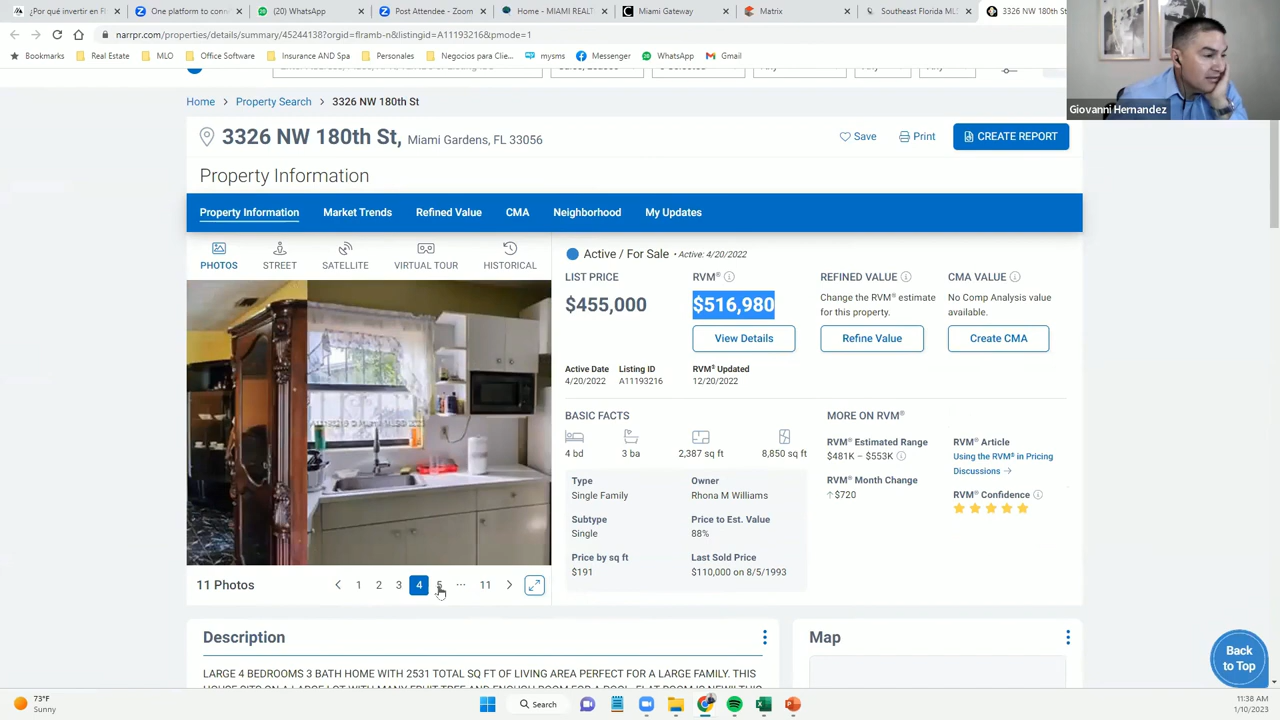 ¿Por qué invertir en Fl
One platform to conn
(20) WhatsApp
Post Attendee - Zoom
Home - MIAMI REALT
Miami Gateway
Matrix
Southeast Florida MLS
3326 NW 180th St
narrpr.com/properties/details/summary/45244138?orgid=flramb-n&listingid=A11193216&pmode=1
Bookmarks
Real Estate
MLO
Office Software
Insurance AND Spa
Personales
Negocios para Clie...
mysms
Messenger
WhatsApp
Gmail
Giovanni Hernandez
Home > Property Search > 3326 NW 180th St
3326 NW 180th St, Miami Gardens, FL 33056
Save
Print
CREATE REPORT
Property Information
Property Information
Market Trends
Refined Value
CMA
Neighborhood
My Updates
PHOTOS
STREET
SATELLITE
VIRTUAL TOUR
HISTORICAL
Active / For Sale • Active: 4/20/2022
LIST PRICE
$455,000
RVM®
$516,980
View Details
REFINED VALUE
Change the RVM® estimate
for this property.
Refine Value
CMA VALUE
No Comp Analysis value
available.
Create CMA
Active Date
4/20/2022
Listing ID
A11193216
RVM® Updated
12/20/2022
BASIC FACTS
4 bd
3 ba
2,387 sq ft
8,850 sq ft
Type
Single Family
Owner
Rhona M Williams
Subtype
Single
Price to Est. Value
88%
Price by sq ft
$191
Last Sold Price
$110,000 on 8/5/1993
MORE ON RVM®
RVM® Estimated Range
$481K – $553K
RVM® Month Change
$720
RVM® Article
Using the RVM® in Pricing
Discussions →
RVM® Confidence
11 Photos
1 2 3 4 5 ... 11
Description
LARGE 4 BEDROOMS 3 BATH HOME WITH 2531 TOTAL SQ FT OF LIVING AREA PERFECT FOR A LARGE FAMILY. THIS
Map
Back
to Top
73°F
Sunny
Search
11:38 AM
1/10/2023